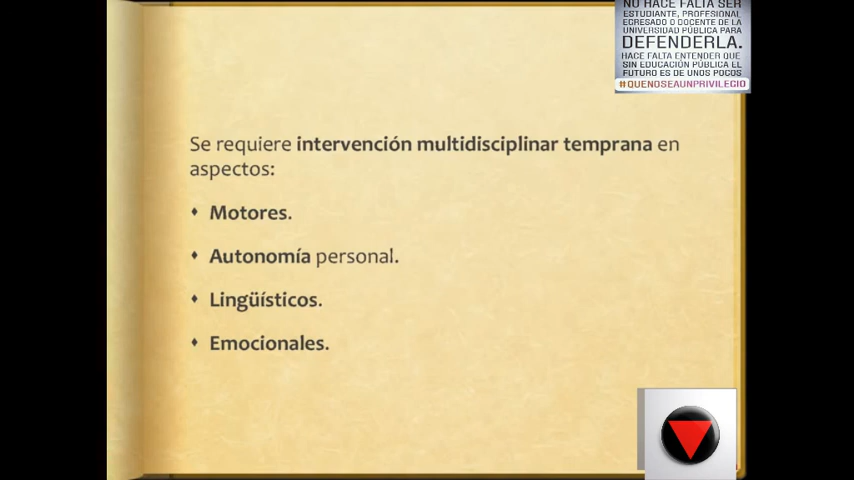 NO HACE FALTA SER
ESTUDIANTE, PROFESIONAL,
EGRESADO O DOCENTE DE LA
UNIVERSIDAD PÚBLICA PARA
DEFENDERLA.
HACE FALTA ENTENDER QUE
SIN EDUCACIÓN PÚBLICA EL
FUTURO ES DE UNOS POCOS
#QUENOSEAUNPRIVILEGIO
Se requiere intervención multidisciplinar temprana en
aspectos:
♦ Motores.
♦ Autonomía personal.
♦ Lingüísticos.
♦ Emocionales.